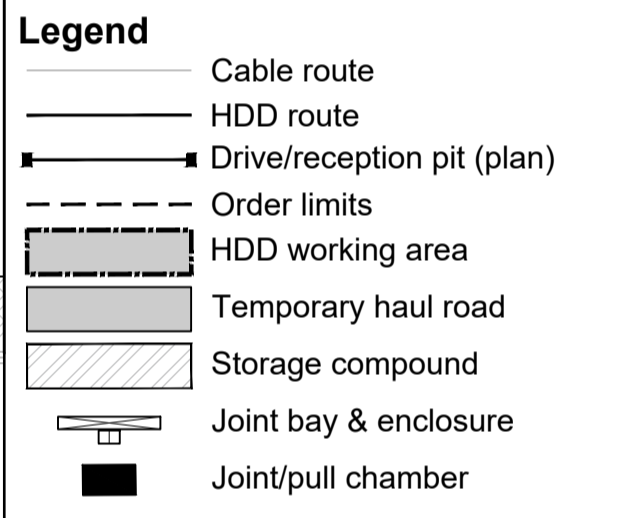 Legend
Cable route
HDD route
Drive/reception pit (plan)
Order limits
HDD working area
Temporary haul road
Storage compound
Joint bay & enclosure
Joint/pull chamber